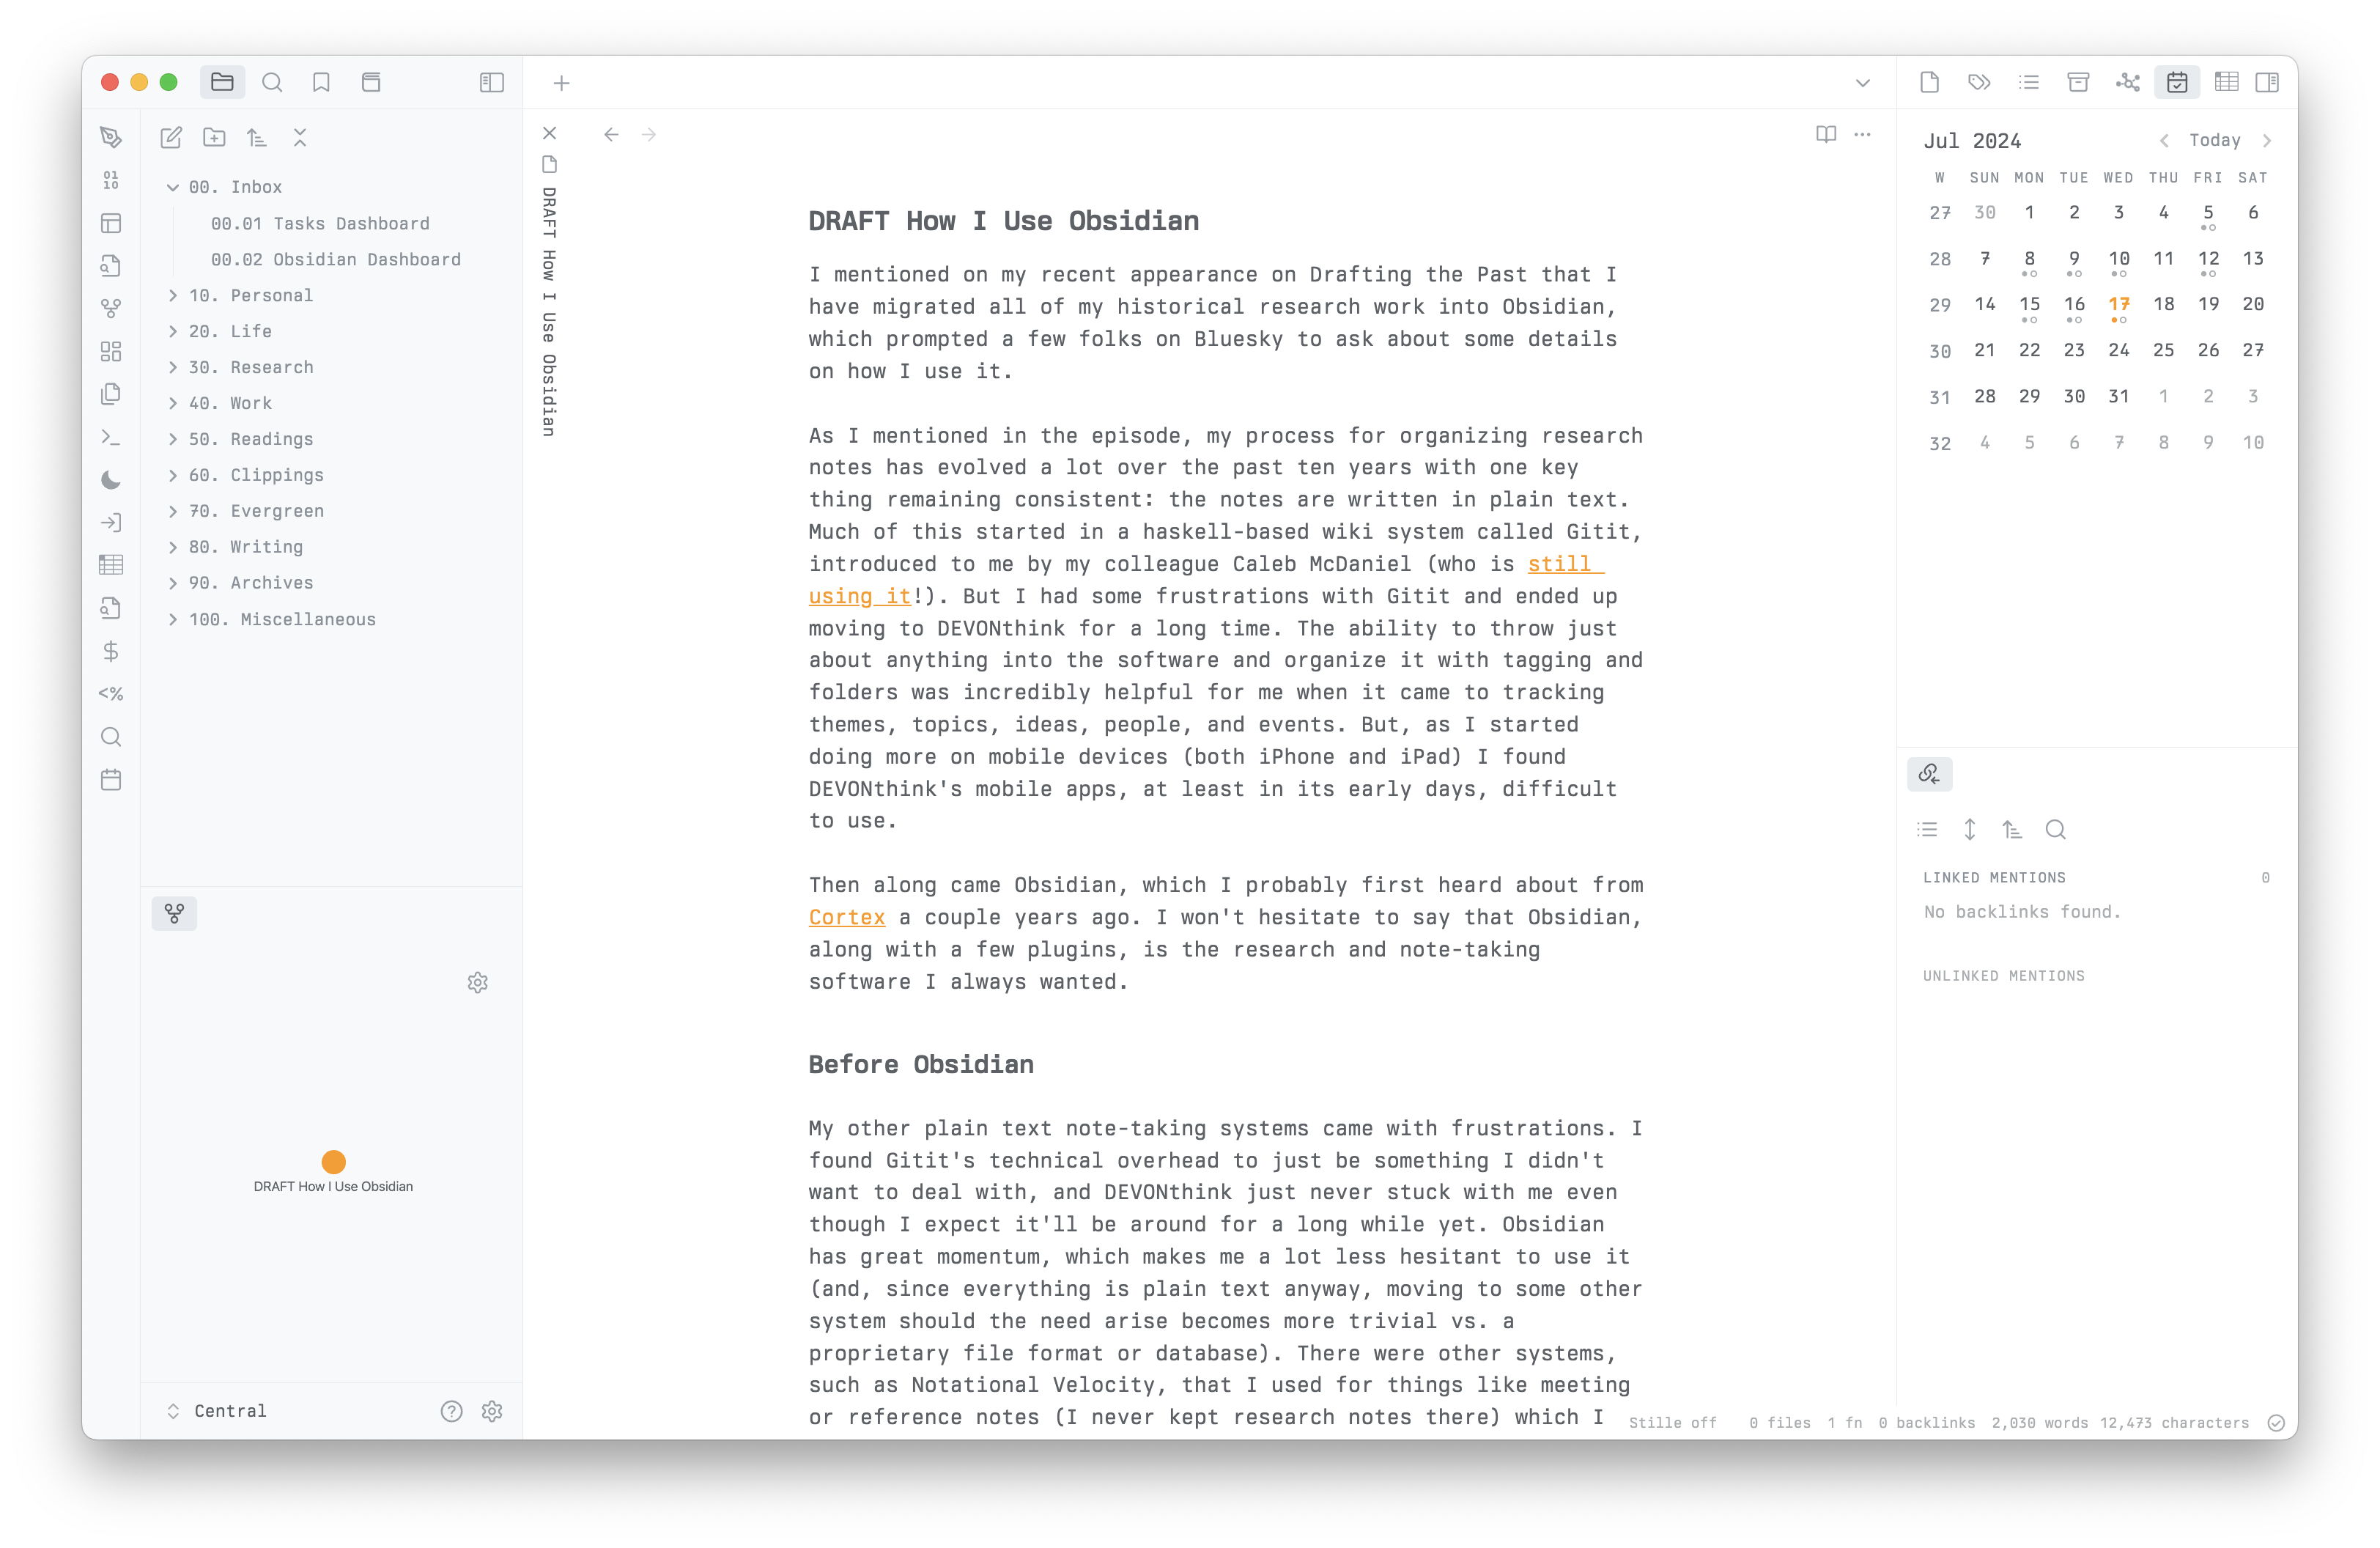 00. Inbox
00.01 Tasks Dashboard
00.02 Obsidian Dashboard
10. Personal
20. Life
30. Research
40. Work
50. Readings
60. Clippings
70. Evergreen
80. Writing
90. Archives
100. Miscellaneous
01
10
<%
DRAFT How I Use Obsidian
Central
DRAFT How I Use Obsidian
DRAFT How I Use Obsidian
I mentioned on my recent appearance on Drafting the Past that I
have migrated all of my historical research work into Obsidian,
which prompted a few folks on Bluesky to ask about some details
on how I use it.
As I mentioned in the episode, my process for organizing research
notes has evolved a lot over the past ten years with one key
thing remaining consistent: the notes are written in plain text.
Much of this started in a haskell-based wiki system called Gitit,
introduced to me by my colleague Caleb McDaniel (who is still
using it!). But I had some frustrations with Gitit and ended up
moving to DEVONthink for a long time. The ability to throw just
about anything into the software and organize it with tagging and
folders was incredibly helpful for me when it came to tracking
themes, topics, ideas, people, and events. But, as I started
doing more on mobile devices (both iPhone and iPad) I found
DEVONthink's mobile apps, at least in its early days, difficult
to use.
Then along came Obsidian, which I probably first heard about from
Cortex a couple years ago. I won't hesitate to say that Obsidian,
along with a few plugins, is the research and note-taking
software I always wanted.
Before Obsidian
My other plain text note-taking systems came with frustrations. I
found Gitit's technical overhead to just be something I didn't
want to deal with, and DEVONthink just never stuck with me even
though I expect it'll be around for a long while yet. Obsidian
has great momentum, which makes me a lot less hesitant to use it
(and, since everything is plain text anyway, moving to some other
system should the need arise becomes more trivial vs. a
proprietary file format or database). There were other systems,
such as Notational Velocity, that I used for things like meeting
or reference notes (I never kept research notes there) which I
Jul 2024 Today
W SUN MON TUE WED THU FRI SAT
27 30 1 2 3 4 5 6
28 7 8 9 10 11 12 13
29 14 15 16 17 18 19 20
30 21 22 23 24 25 26 27
31 28 29 30 31 1 2 3
32 4 5 6 7 8 9 10
LINKED MENTIONS 0
No backlinks found.
UNLINKED MENTIONS
Stille off 0 files 1 fn 0 backlinks 2,030 words 12,473 characters